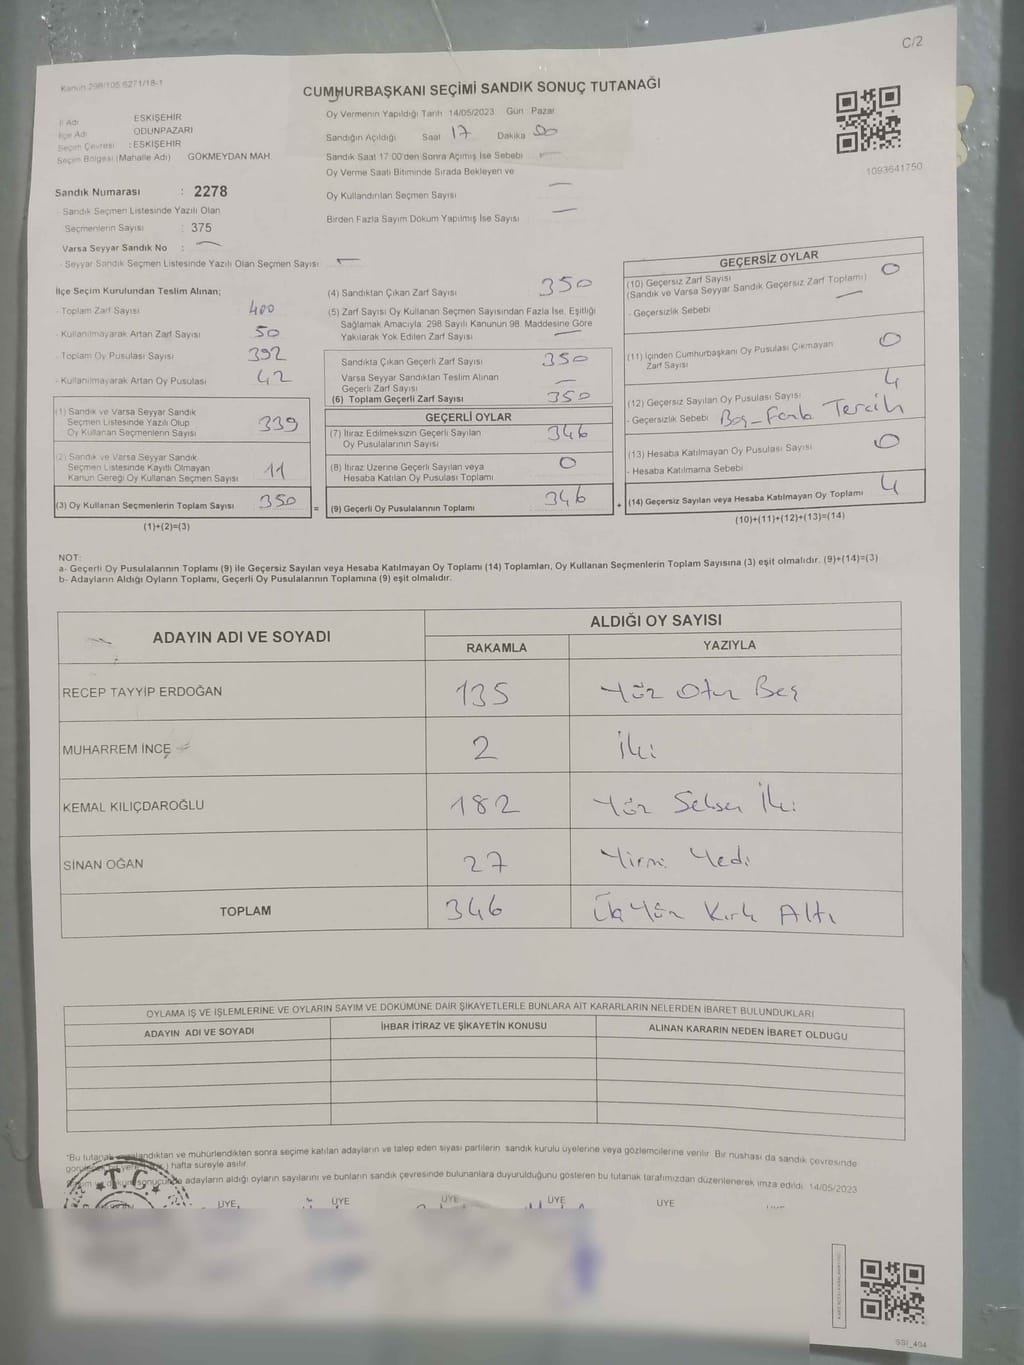 C/2
Kanun 298/105 6271/18-1
CUMHURBAŞKANI SEÇİMİ SANDIK SONUÇ TUTANAĞI
İl Adı ESKİŞEHİR
İlçe Adı ODUNPAZARI
Seçim Çevresi : ESKİŞEHİR
Seçim Bölgesi (Mahalle Adı) GÖKMEYDAN MAH.
Oy Vermenin Yapıldığı Tarih 14/05/2023 Gün Pazar
Sandığın Açıldığı Saat 17 Dakika 00
Sandık Saat 17:00'den Sonra Açımış İse Sebebi —
Oy Verme Saati Bitiminde Sırada Bekleyen ve
Oy Kullandırılan Seçmen Sayısı —
Birden Fazla Sayım Döküm Yapılmış İse Sayısı —
1093641750
Sandık Numarası : 2278
- Sandık Seçmen Listesinde Yazılı Olan
Seçmenlerin Sayısı : 375
Varsa Seyyar Sandık No : —
- Seyyar Sandık Seçmen Listesinde Yazılı Olan Seçmen Sayısı —
İlçe Seçim Kurulundan Teslim Alınan;
- Toplam Zarf Sayısı 400
- Kullanılmayarak Artan Zarf Sayısı 50
- Toplam Oy Pusulası Sayısı 392
- Kullanılmayarak Artan Oy Pusulası 42
(1) Sandık ve Varsa Seyyar Sandık
Seçmen Listesinde Yazılı Olup
Oy Kullanan Seçmenlerin Sayısı 339
(2) Sandık ve Varsa Seyyar Sandık
Seçmen Listesinde Kayıtlı Olmayan
Kanun Gereği Oy Kullanan Seçmen Sayısı 11
(3) Oy Kullanan Seçmenlerin Toplam Sayısı 350
(1)+(2)=(3)
(4) Sandıktan Çıkan Zarf Sayısı 350
(5) Zarf Sayısı Oy Kullanan Seçmen Sayısından Fazla İse, Eşitliği
Sağlamak Amacıyla; 298 Sayılı Kanunun 98. Maddesine Göre
Yakılarak Yok Edilen Zarf Sayısı —
Sandıkta Çıkan Geçerli Zarf Sayısı 350
Varsa Seyyar Sandıktan Teslim Alınan
Geçerli Zarf Sayısı —
(6) Toplam Geçerli Zarf Sayısı 350
GEÇERLİ OYLAR
(7) İtiraz Edilmeksizin Geçerli Sayılan
Oy Pusulalarının Sayısı 346
(8) İtiraz Üzerine Geçerli Sayılan veya
Hesaba Katılan Oy Pusulası Toplamı 0
= (9) Geçerli Oy Pusulalarının Toplamı 346
GEÇERSİZ OYLAR
(10) Geçersiz Zarf Sayısı 0
(Sandık ve Varsa Seyyar Sandık Geçersiz Zarf Toplamı)
- Geçersizlik Sebebi —
(11) İçinden Cumhurbaşkanı Oy Pusulası Çıkmayan
Zarf Sayısı 0
(12) Geçersiz Sayılan Oy Pusulası Sayısı 4
- Geçersizlik Sebebi Boş-Fazla Tercih
(13) Hesaba Katılmayan Oy Pusulası Sayısı 0
- Hesaba Katılmama Sebebi
+ (14) Geçersiz Sayılan veya Hesaba Katılmayan Oy Toplamı 4
(10)+(11)+(12)+(13)=(14)
NOT:
a- Geçerli Oy Pusulalarının Toplamı (9) ile Geçersiz Sayılan veya Hesaba Katılmayan Oy Toplamı (14) Toplamları, Oy Kullanan Seçmenlerin Toplam Sayısına (3) eşit olmalıdır. (9)+(14)=(3)
b- Adayların Aldığı Oyların Toplamı, Geçerli Oy Pusulalarının Toplamına (9) eşit olmalıdır.
ADAYIN ADI VE SOYADI
ALDIĞI OY SAYISI
RAKAMLA YAZIYLA
RECEP TAYYİP ERDOĞAN 135 Yüz Otuz Beş
MUHARREM İNCE 2 İki
KEMAL KILIÇDAROĞLU 182 Yüz Seksen İki
SİNAN OĞAN 27 Yirmi Yedi
TOPLAM 346 Üç Yüz Kırk Altı
OYLAMA İŞ VE İŞLEMLERİNE VE OYLARIN SAYIM VE DÖKÜMÜNE DAİR ŞİKAYETLERLE BUNLARA AİT KARARLARIN NELERDEN İBARET BULUNDUKLARI
ADAYIN ADI VE SOYADI İHBAR İTİRAZ VE ŞİKAYETİN KONUSU ALINAN KARARIN NEDEN İBARET OLDUĞU
"Bu tutanak ve mühürlendikten sonra seçime katılan adayların ve talep eden siyasi partilerin sandık kurulu üyelerine veya gözlemcilerine verilir. Bir nüshası da sandık çevresinde
hafta süreyle asılır.
adayların aldığı oyların sayılarını ve bunların sandık çevresinde bulunanlara duyurulduğunu gösteren bu tutanak tarafımızdan düzenlenerek imza edildi. 14/05/2023
T.C.
ÜYE ÜYE ÜYE ÜYE ÜYE
SSI_404